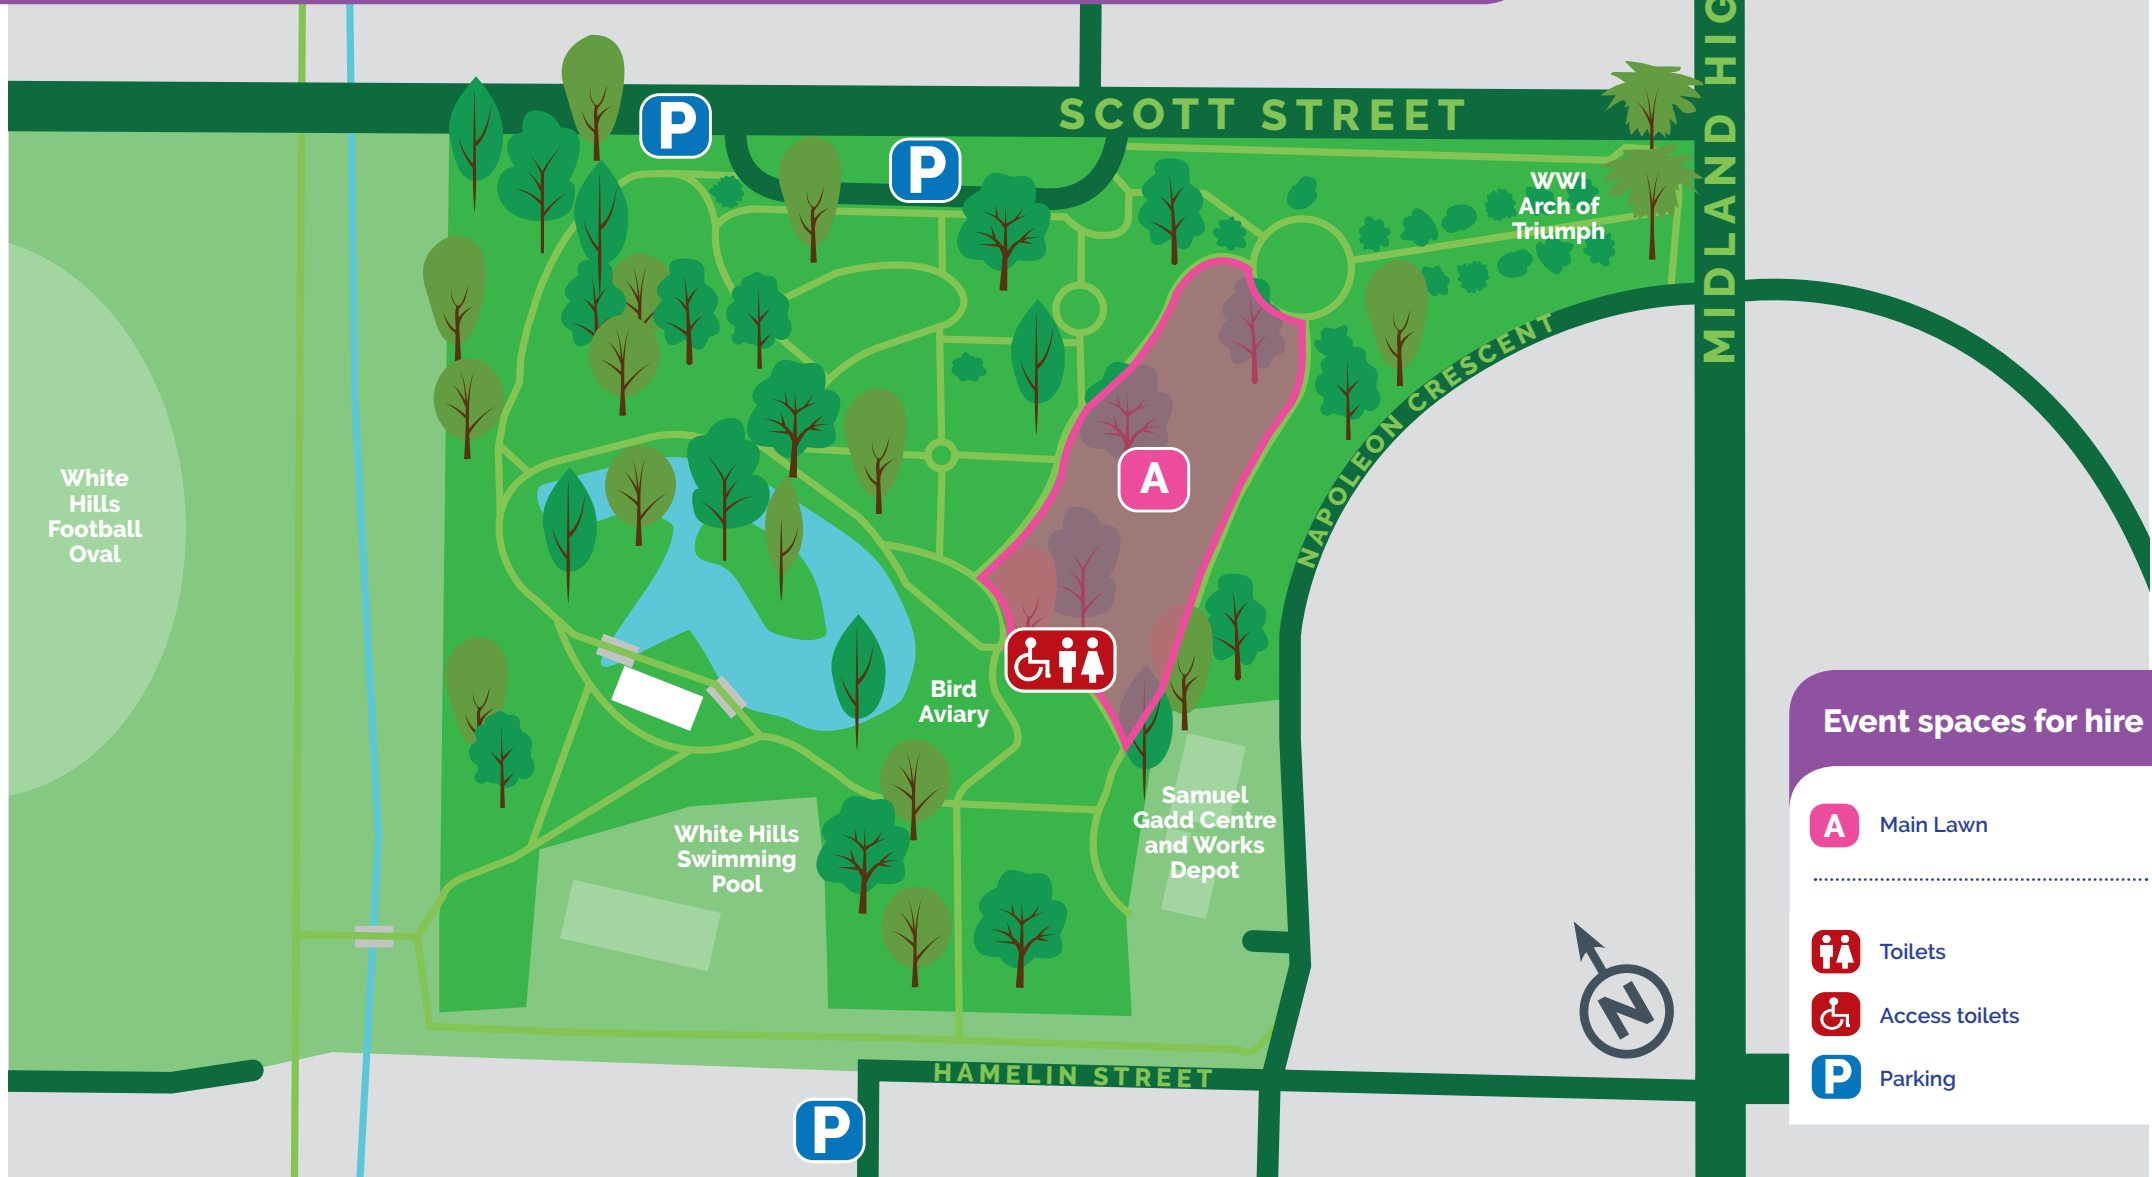 SCOTT STREET
MIDLAND HIG
P
P
WWI
Arch of
Triumph
NAPOLEON CRESCENT
A
White
Hills
Football
Oval
Bird
Aviary
Samuel
Gadd Centre
and Works
Depot
White Hills
Swimming
Pool
HAMELIN STREET
P
N
Event spaces for hire
A Main Lawn
Toilets
Access toilets
P Parking